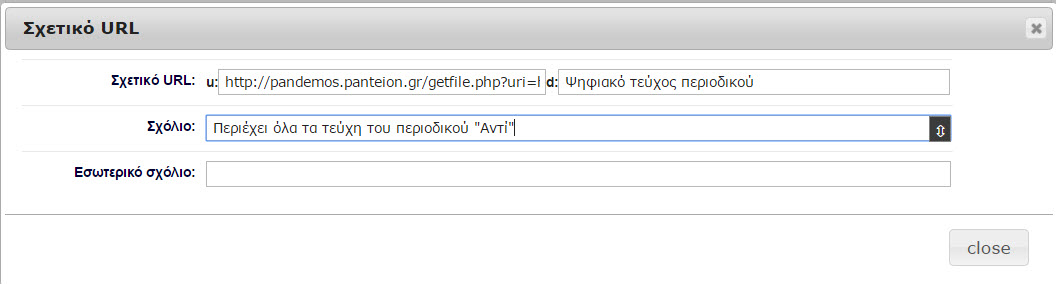 Σχετικό URL
Σχετικό URL: u: http://pandemos.panteion.gr/getfile.php?uri= d: Ψηφιακό τεύχος περιοδικού
Σχόλιο: Περιέχει όλα τα τεύχη του περιοδικού "Αντί"
Εσωτερικό σχόλιο:
close